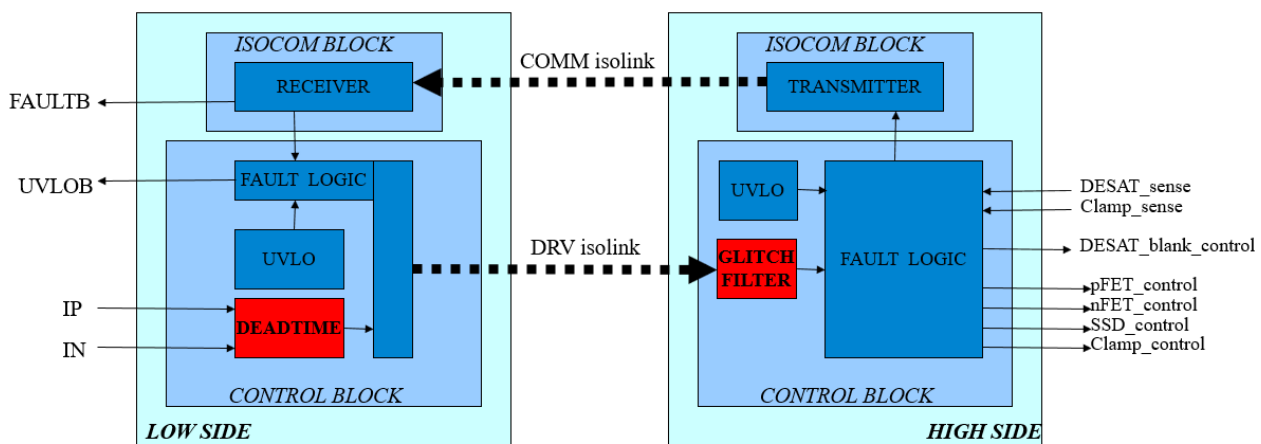 ISOCOM BLOCK
RECEIVER
FAULTB
FAULT LOGIC
UVLOB
UVLO
IP
DEADTIME
IN
CONTROL BLOCK
LOW SIDE
COMM isolink
DRV isolink
ISOCOM BLOCK
TRANSMITTER
UVLO
GLITCH
FILTER
FAULT LOGIC
DESAT_sense
Clamp_sense
DESAT_blank_control
pFET_control
nFET_control
SSD_control
Clamp_control
CONTROL BLOCK
HIGH SIDE